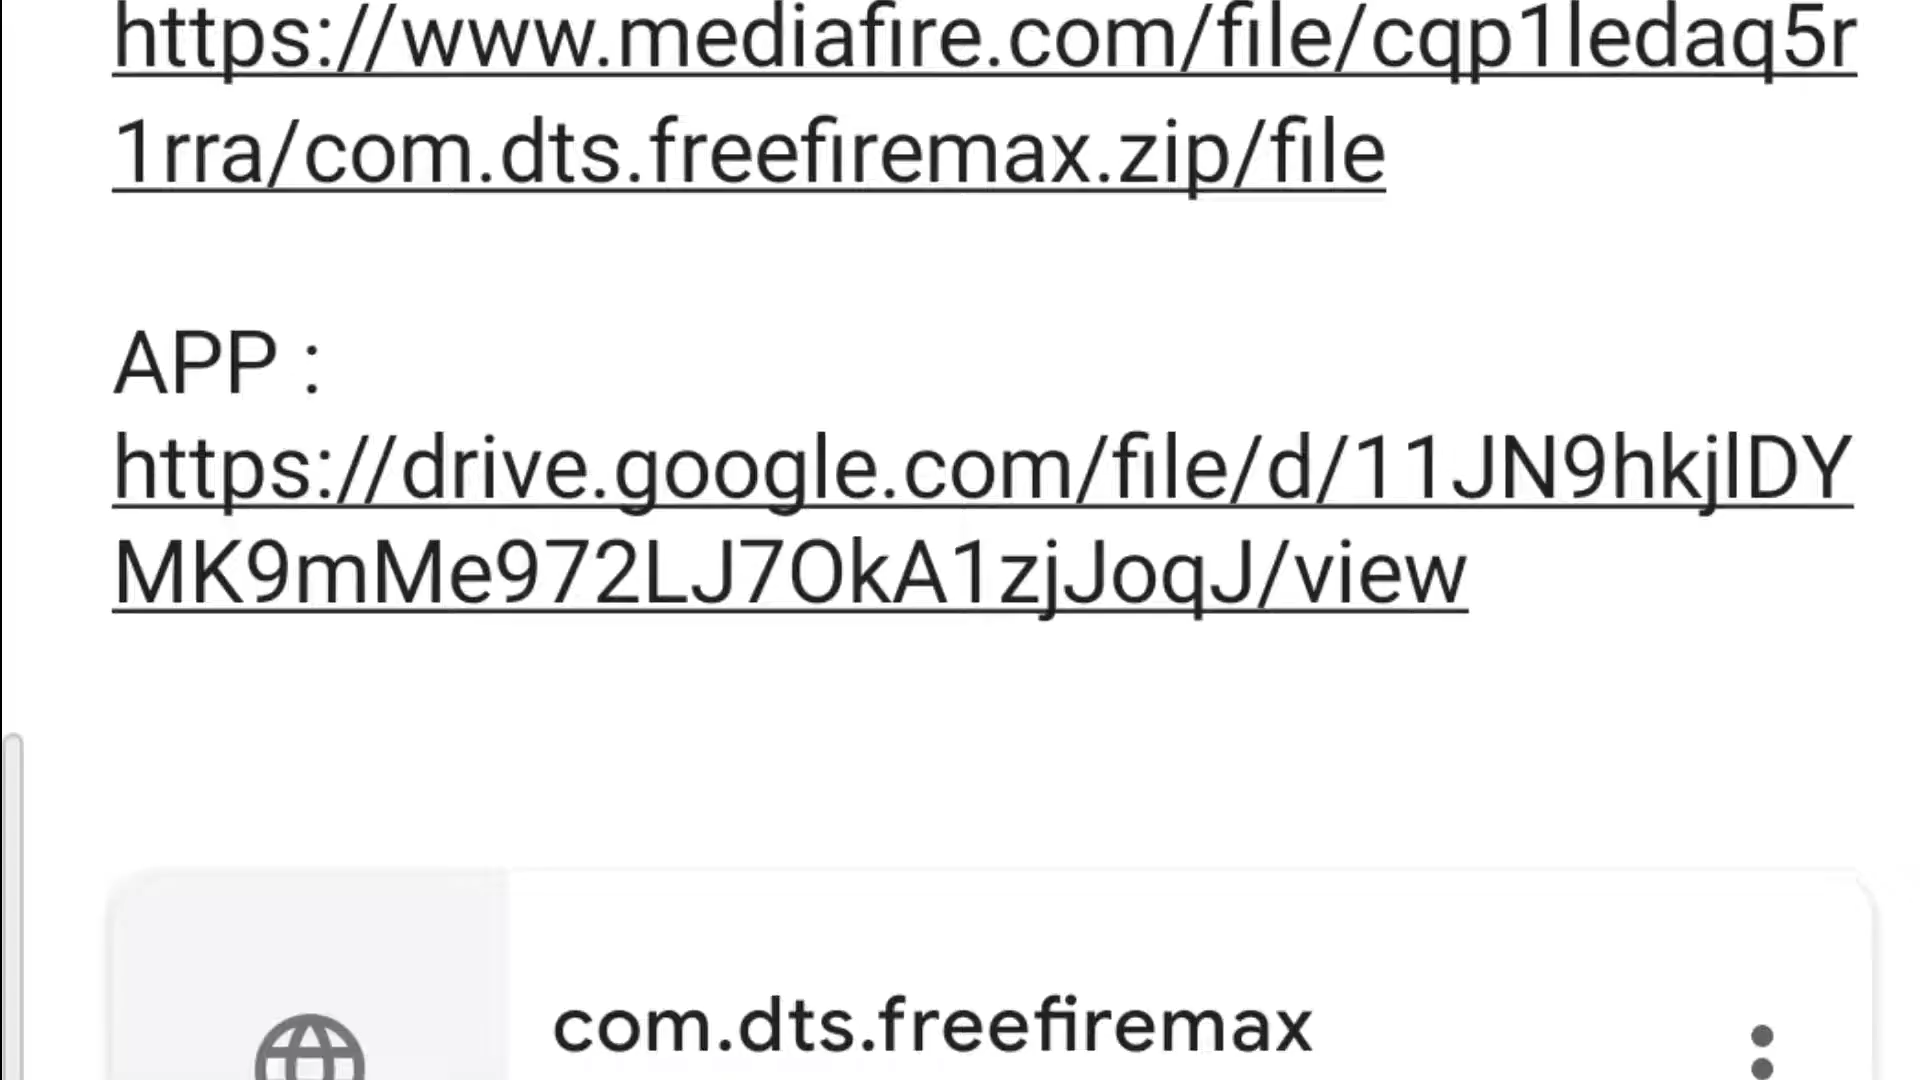 https://www.mediafire.com/file/cqp1ledaq5r
1rra/com.dts.freefiremax.zip/file
APP :
https://drive.google.com/file/d/11JN9hkjlDY
MK9mMe972LJ7OkA1zjJoqJ/view
com.dts.freefiremax